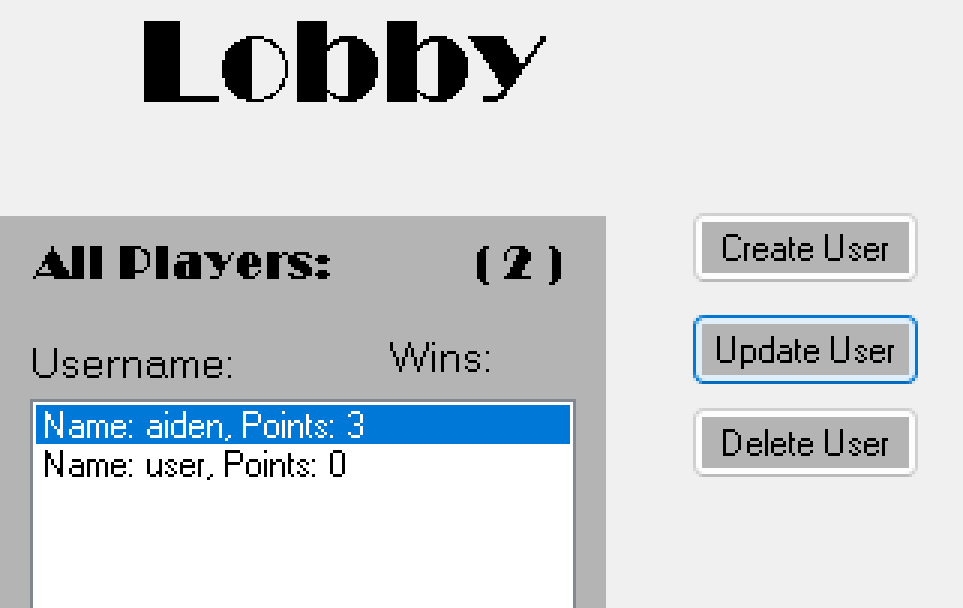 Lobby
All Players: ( 2 )
Username: Wins:
Name: aiden, Points: 3
Name: user, Points: 0
Create User
Update User
Delete User